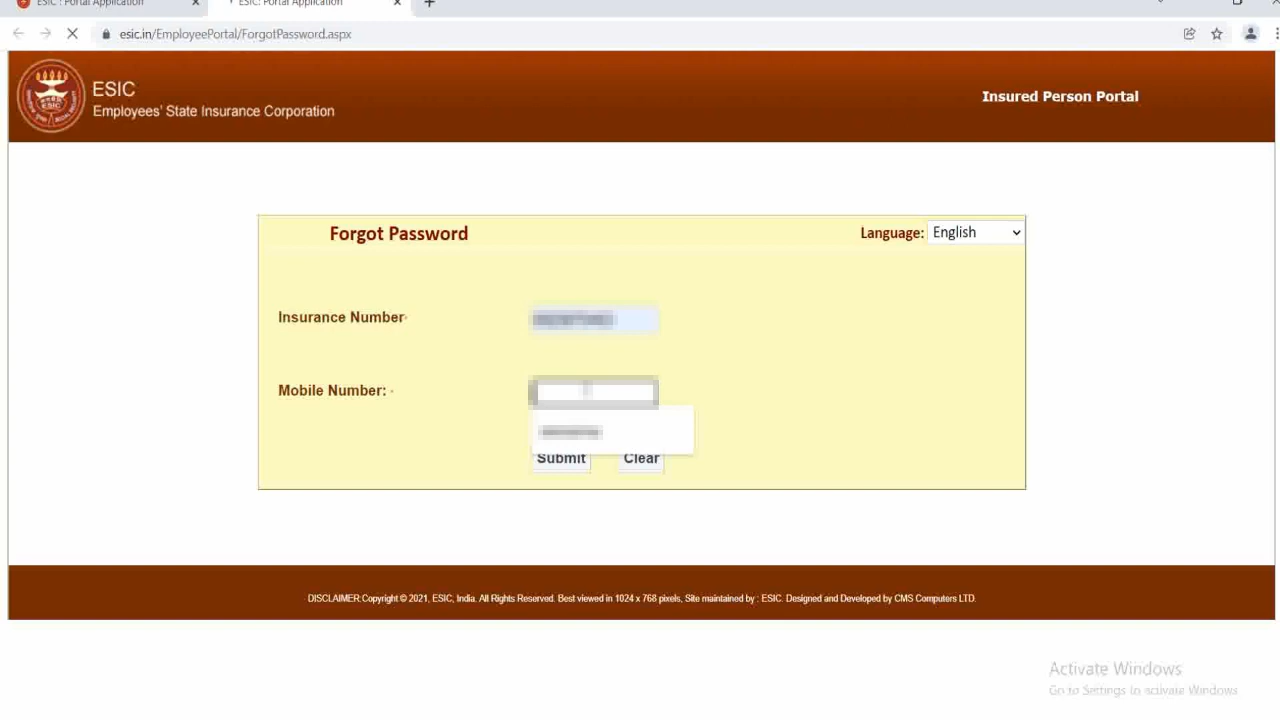 ESIC : Portal Application
ESIC: Portal Application
esic.in/EmployeePortal/ForgotPassword.aspx
ESIC
Employees' State Insurance Corporation
Insured Person Portal
Forgot Password
Language: English
Insurance Number
Mobile Number:
Submit Clear
DISCLAIMER:Copyright © 2021, ESIC, India. All Rights Reserved. Best viewed in 1024 x 768 pixels, Site maintained by : ESIC. Designed and Developed by CMS Computers LTD.
Activate Windows
Go to Settings to activate Windows